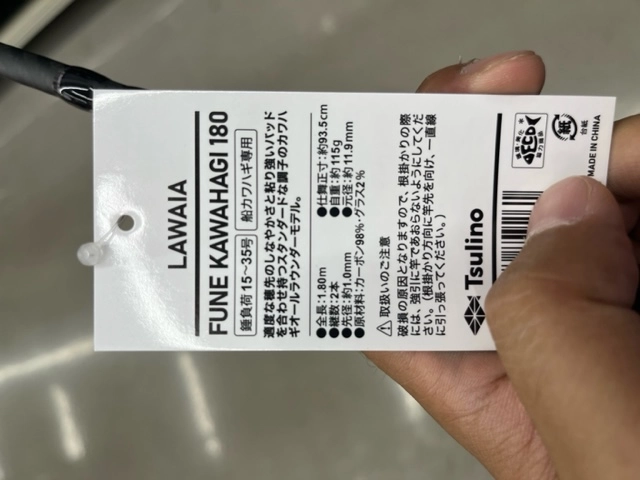 LAWAIA
FUNE KAWAHAGI 180
錘負荷 15〜35号 船カワハギ専用
適度な穂先のしなやかさと粘り強いバッド
を合わせ持つスタンダードな調子のカワハ
ギオールラウンダーモデル。
●全長:1.80m ●仕舞正寸:約93.5cm
●継数:2本 ●自重:約115g
●先径:約1.0mm ●元径:約11.9mm
●原材料:カーボン98%・グラス2%
⚠取扱いのご注意
破損の原因となりますので、根掛かりの際
には、強引に竿であおらないようにしてくだ
さい。（根掛かり方向に竿先を向け、一直線
に引っ張ってください。）
Tsulino
ECO
紙
台紙
MADE IN CHINA